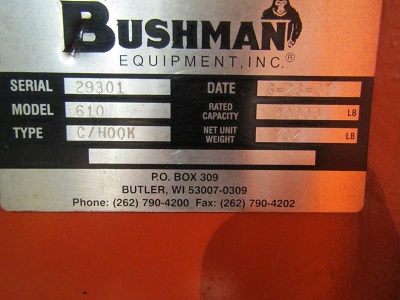 BUSHMAN®
EQUIPMENT, INC.
SERIAL 29301 DATE
MODEL 610 RATED CAPACITY LB
TYPE C/HOOK NET UNIT WEIGHT LB
P.O. BOX 309
BUTLER, WI 53007-0309
Phone: (262) 790-4200 Fax: (262) 790-4202